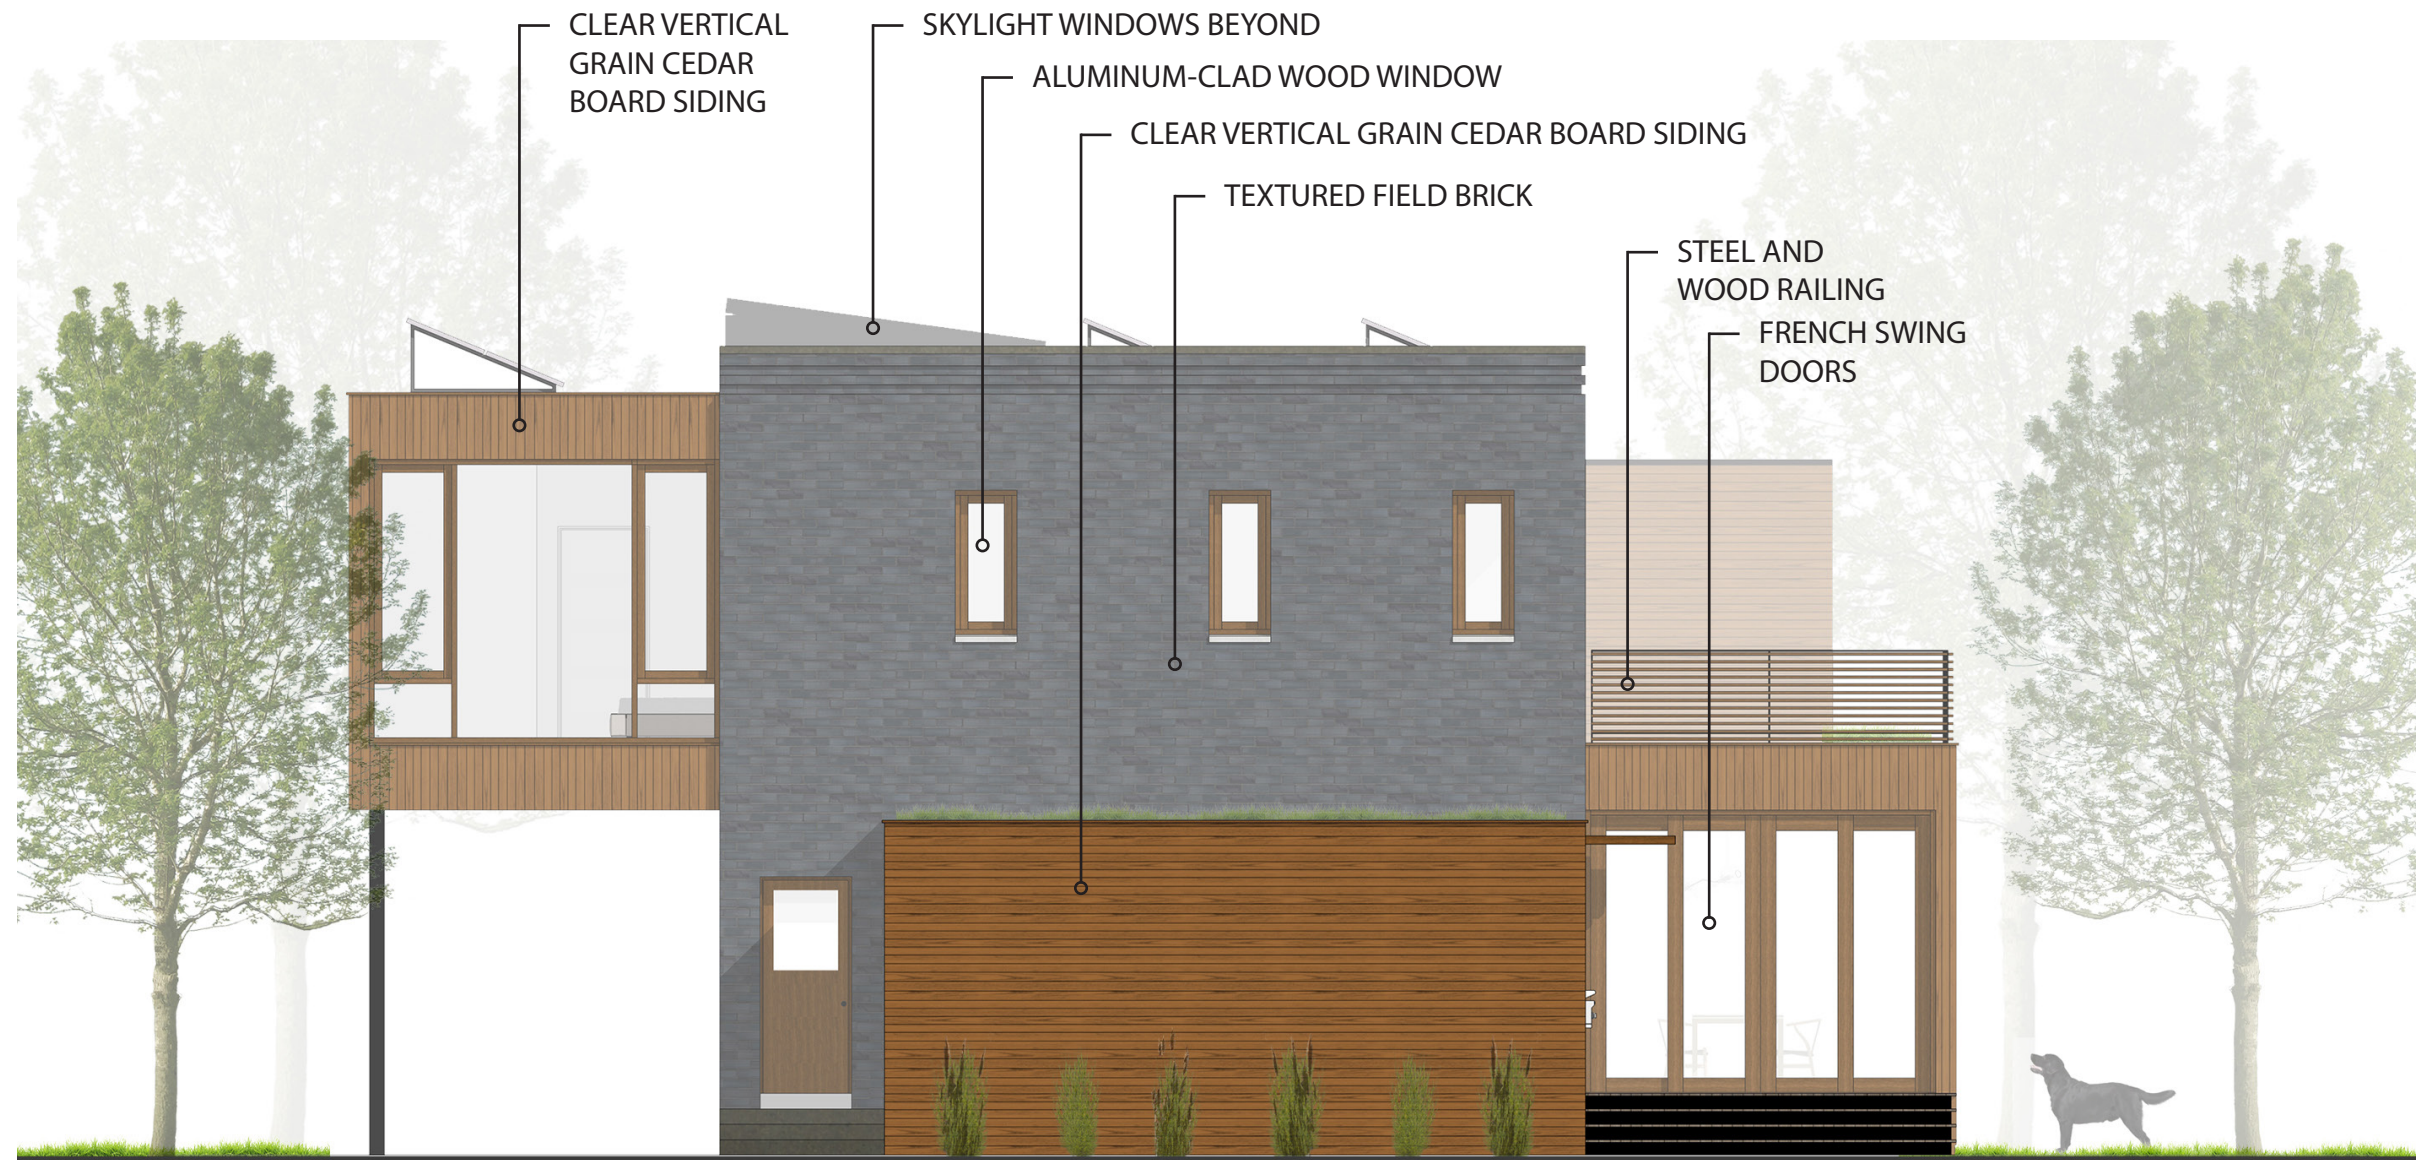 CLEAR VERTICAL
GRAIN CEDAR
BOARD SIDING
SKYLIGHT WINDOWS BEYOND
ALUMINUM-CLAD WOOD WINDOW
CLEAR VERTICAL GRAIN CEDAR BOARD SIDING
TEXTURED FIELD BRICK
STEEL AND
WOOD RAILING
FRENCH SWING
DOORS